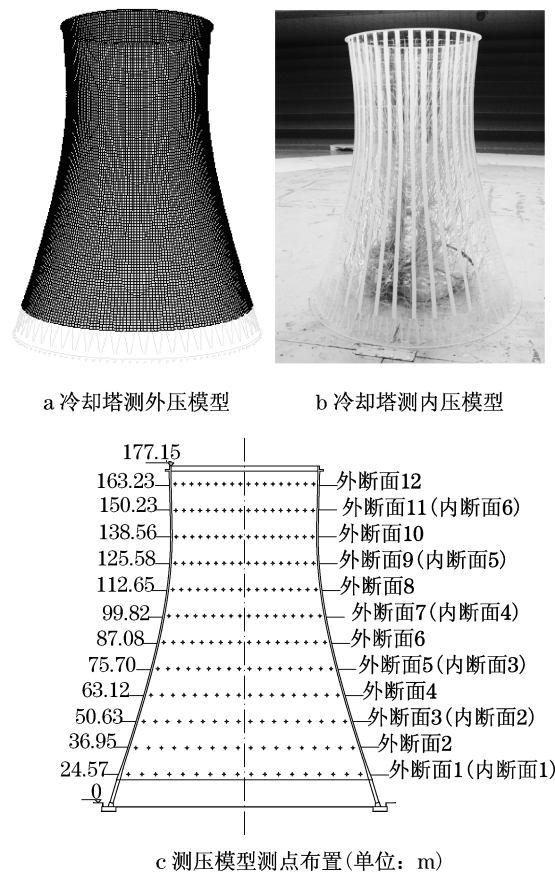 a 冷却塔测外压模型
b 冷却塔测内压模型
177.15
163.23 外断面12
150.23 外断面11(内断面6)
138.56 外断面10
125.58 外断面9(内断面5)
112.65 外断面8
99.82 外断面7(内断面4)
87.08 外断面6
75.70 外断面5(内断面3)
63.12 外断面4
50.63 外断面3(内断面2)
36.95 外断面2
24.57 外断面1(内断面1)
0
c 测压模型测点布置(单位：m)